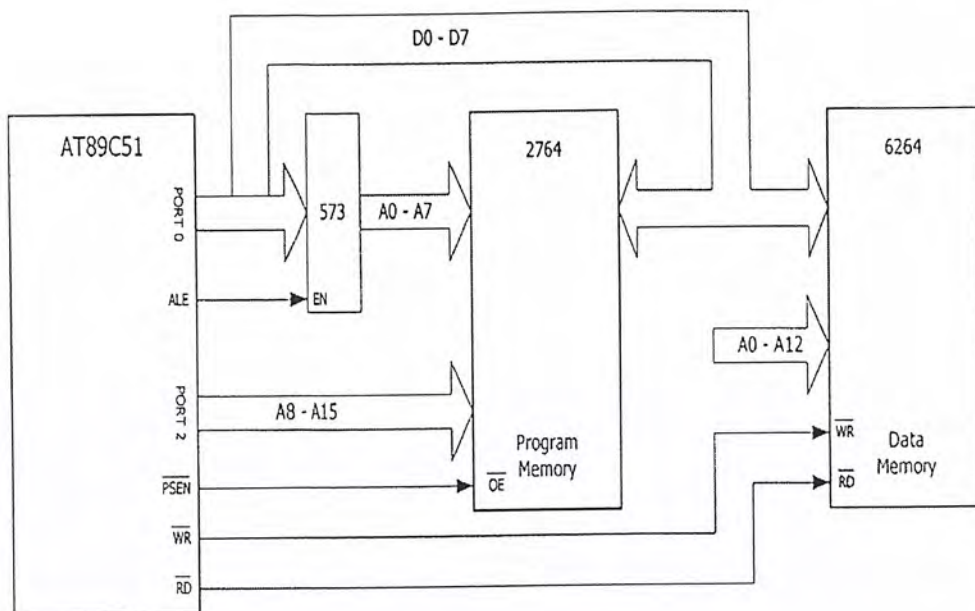 D0 - D7
AT89C51
2764
6264
PORT 0
573
A0 - A7
ALE
EN
A0 - A12
PORT 2
A8 - A15
Program
Memory
WR
Data
Memory
PSEN
OE
RD
WR
RD